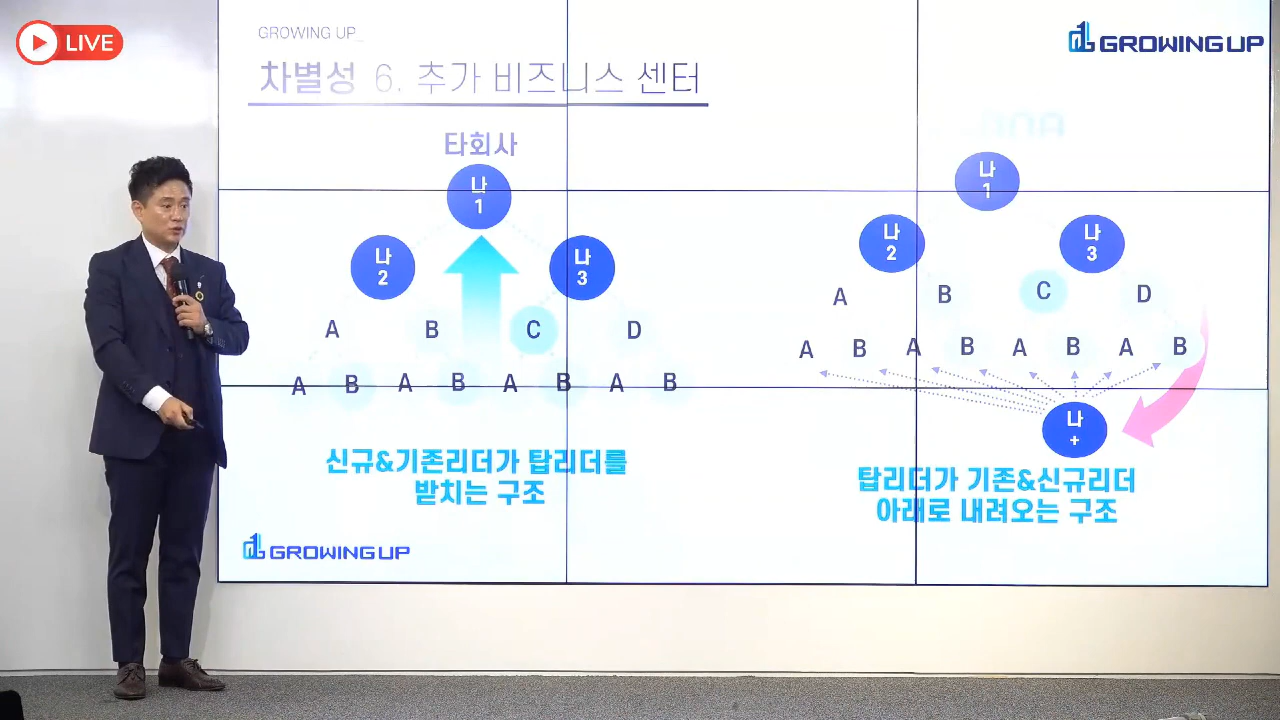 LIVE
GROWING UP_
GROWING UP
차별성 6. 추가 비즈니스 센터
타회사
나
1
나
2
나
3
A B C D
A B A B A B A B
신규&기존리더가 탑리더를
받치는 구조
GROWING UP
나
1
나
2
나
3
A B C D
A B A B A B A B
나
+
탑리더가 기존&신규리더
아래로 내려오는 구조